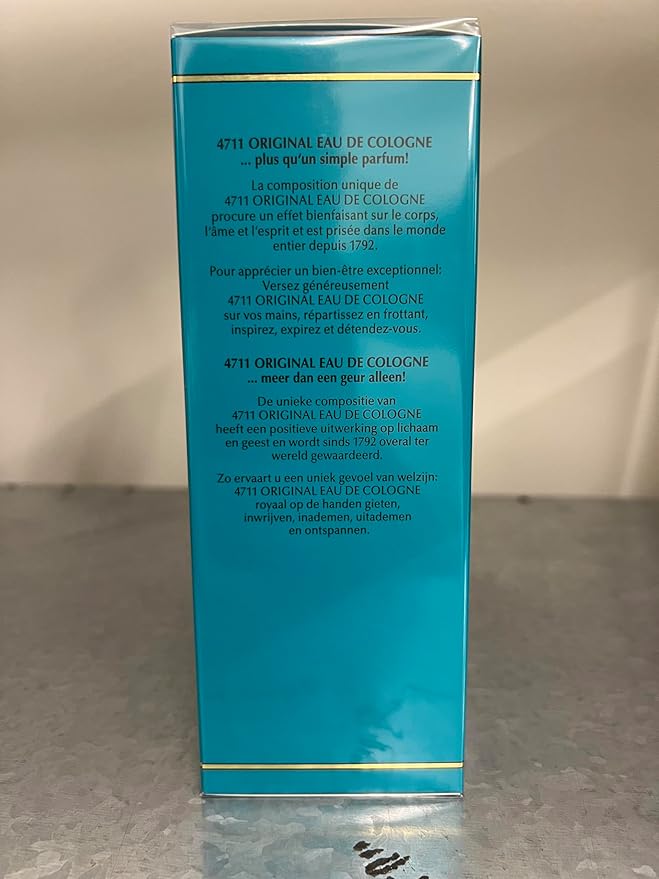 4711 ORIGINAL EAU DE COLOGNE
... plus qu'un simple parfum!
La composition unique de
4711 ORIGINAL EAU DE COLOGNE
procure un effet bienfaisant sur le corps,
l'âme et l'esprit et est prisée dans le monde
entier depuis 1792.
Pour apprécier un bien-être exceptionnel:
Versez généreusement
4711 ORIGINAL EAU DE COLOGNE
sur vos mains, répartissez en frottant,
inspirez, expirez et détendez-vous.
4711 ORIGINAL EAU DE COLOGNE
... meer dan een geur alleen!
De unieke compositie van
4711 ORIGINAL EAU DE COLOGNE
heeft een positieve uitwerking op lichaam
en geest en wordt sinds 1792 overal ter
wereld gewaardeerd.
Zo ervaart u een uniek gevoel van welzijn:
4711 ORIGINAL EAU DE COLOGNE
royaal op de handen gieten,
inwrijven, inademen, uitademen
en ontspannen.